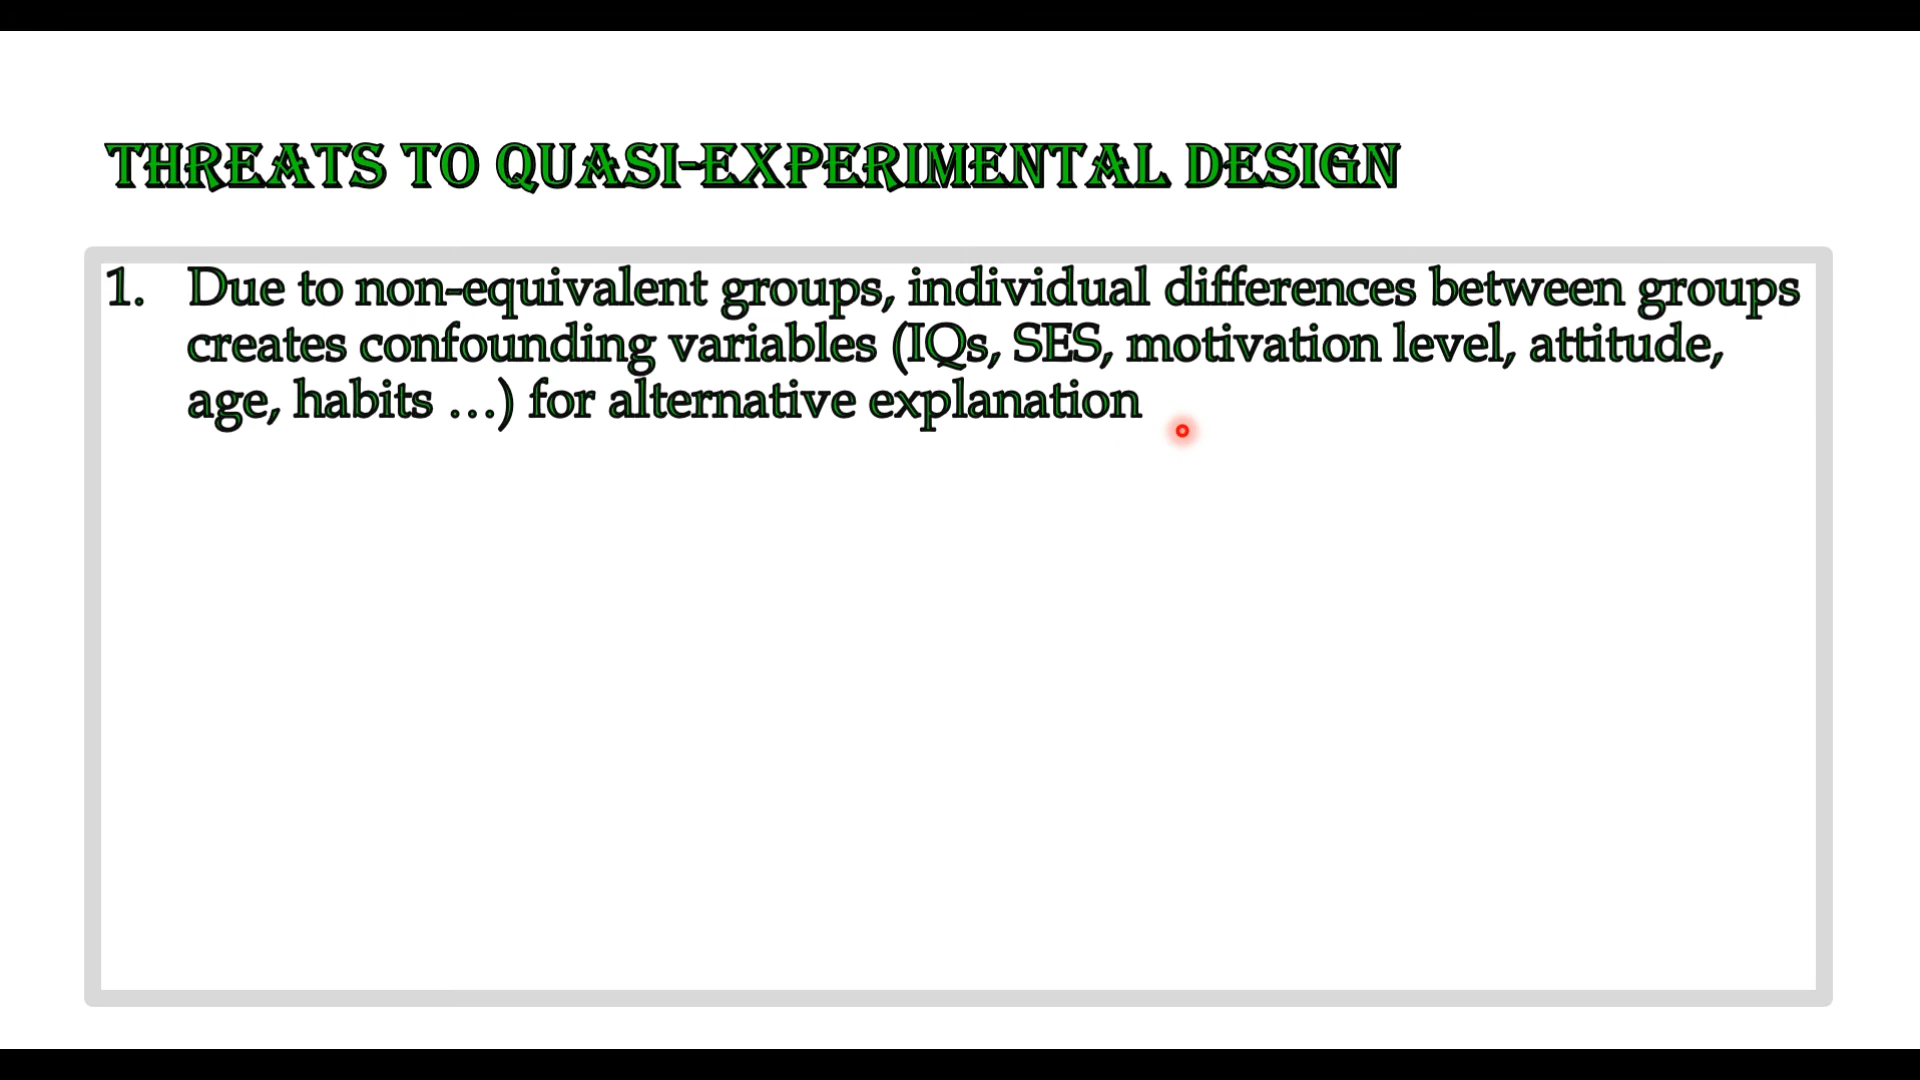 THREATS TO QUASI-EXPERIMENTAL DESIGN
1. Due to non-equivalent groups, individual differences between groups
creates confounding variables (IQs, SES, motivation level, attitude,
age, habits …) for alternative explanation